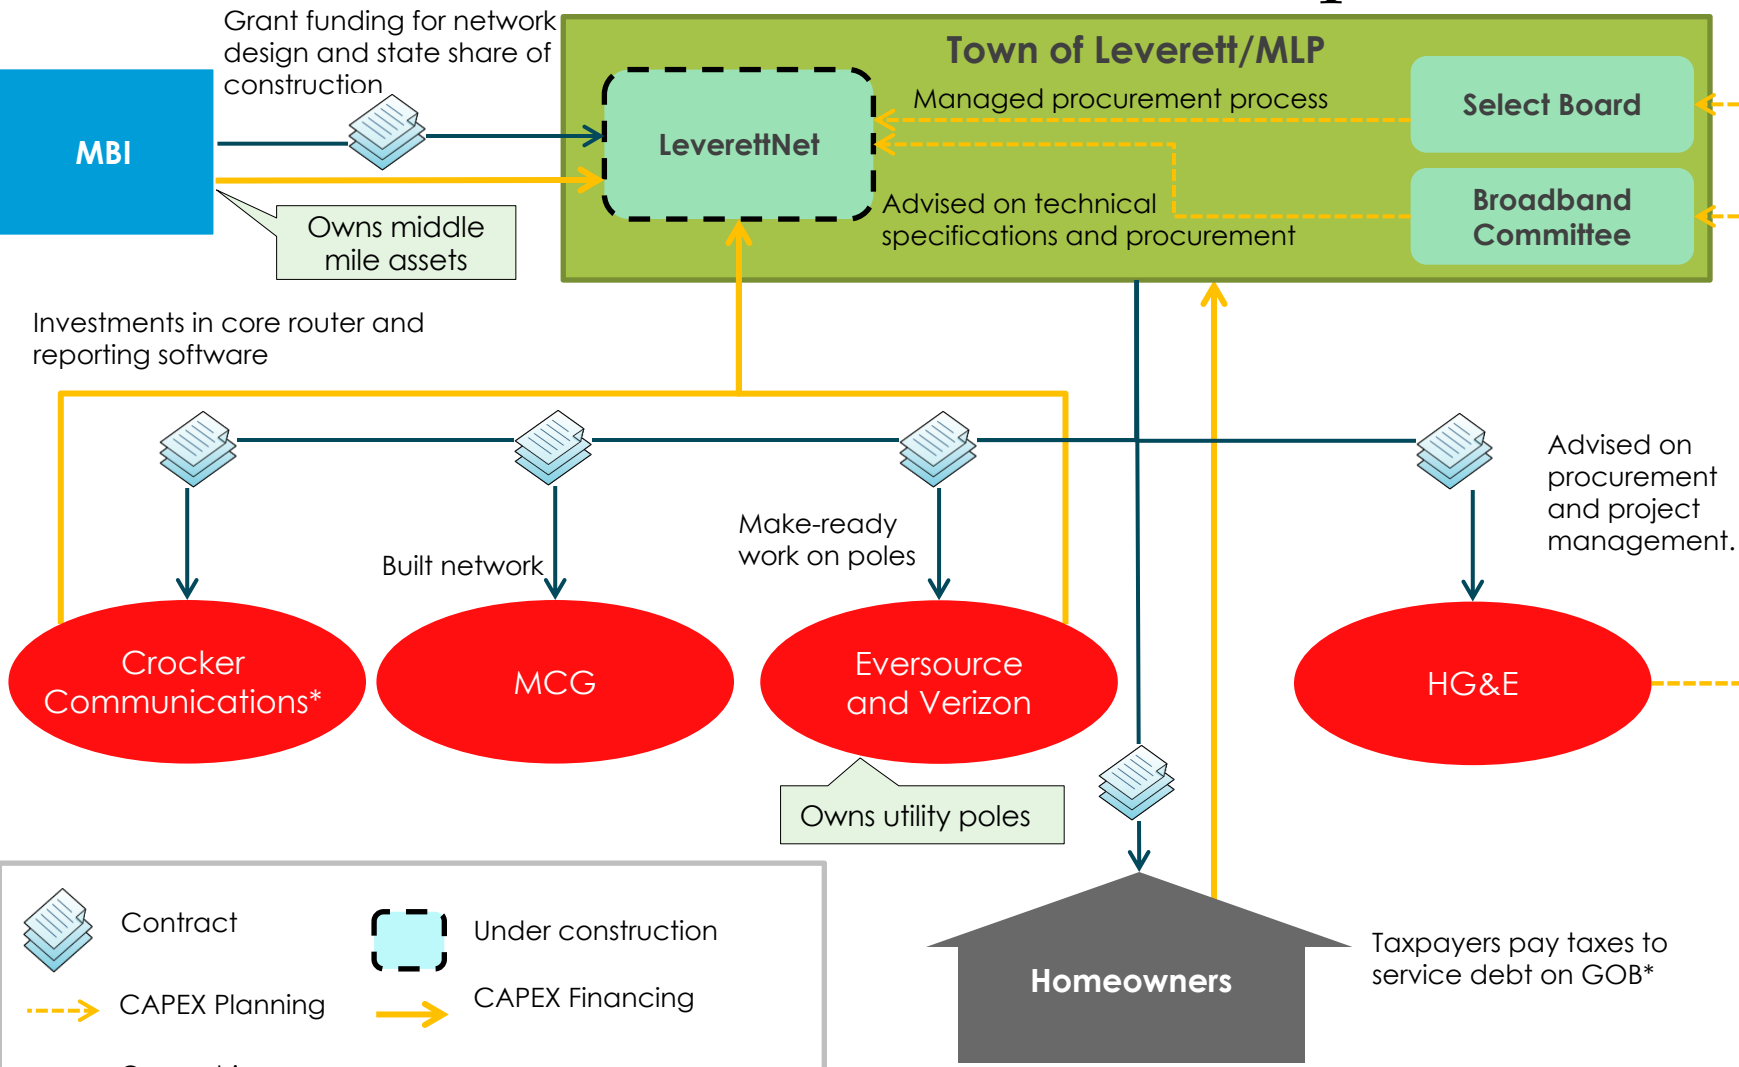 Grant funding for network
design and state share of
construction
Town of Leverett/MLP
MBI
LeverettNet
Managed procurement process
Select Board
Advised on technical
specifications and procurement
Broadband
Committee
Owns middle
mile assets
Investments in core router and
reporting software
Advised on
procurement
and project
management.
Built network
Make-ready
work on poles
Crocker
Communications*
MCG
Eversource
and Verizon
HG&E
Owns utility poles
Homeowners
Taxpayers pay taxes to
service debt on GOB*
Contract
Under construction
CAPEX Planning
CAPEX Financing